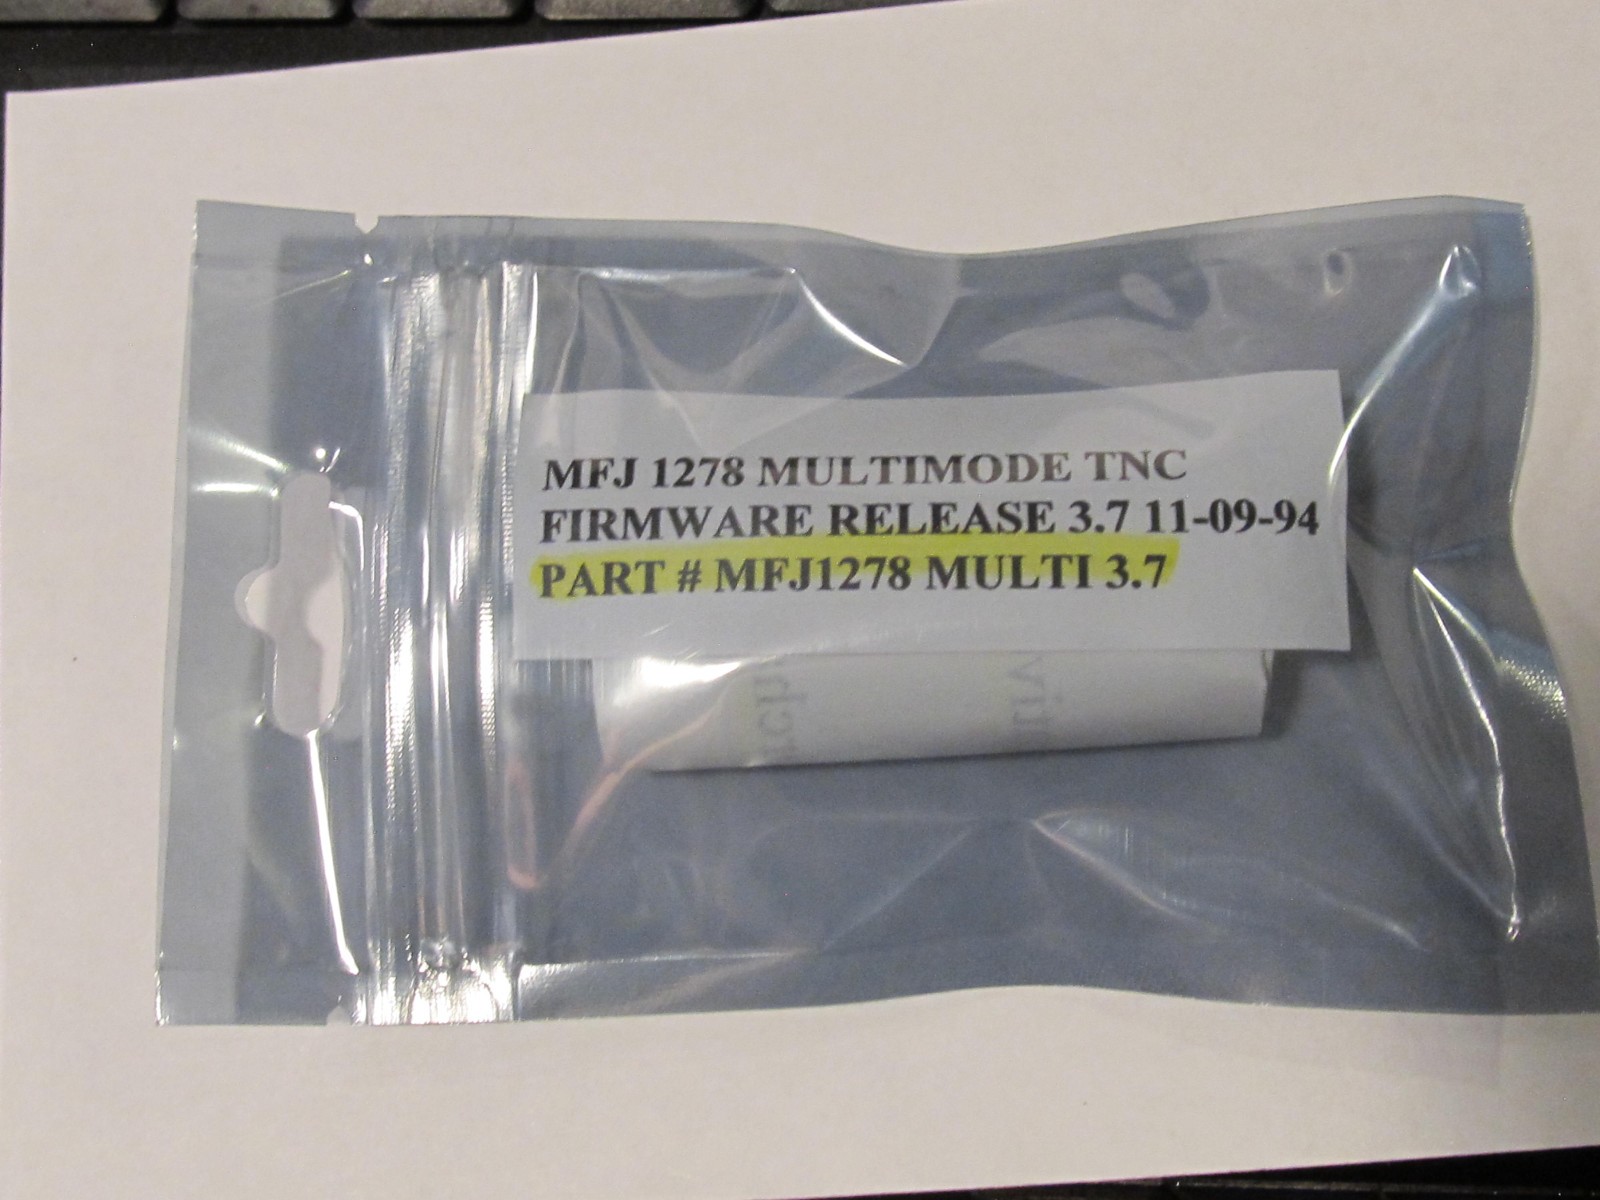 MFJ 1278 MULTIMODE TNC
FIRMWARE RELEASE 3.7 11-09-94
PART # MFJ1278 MULTI 3.7